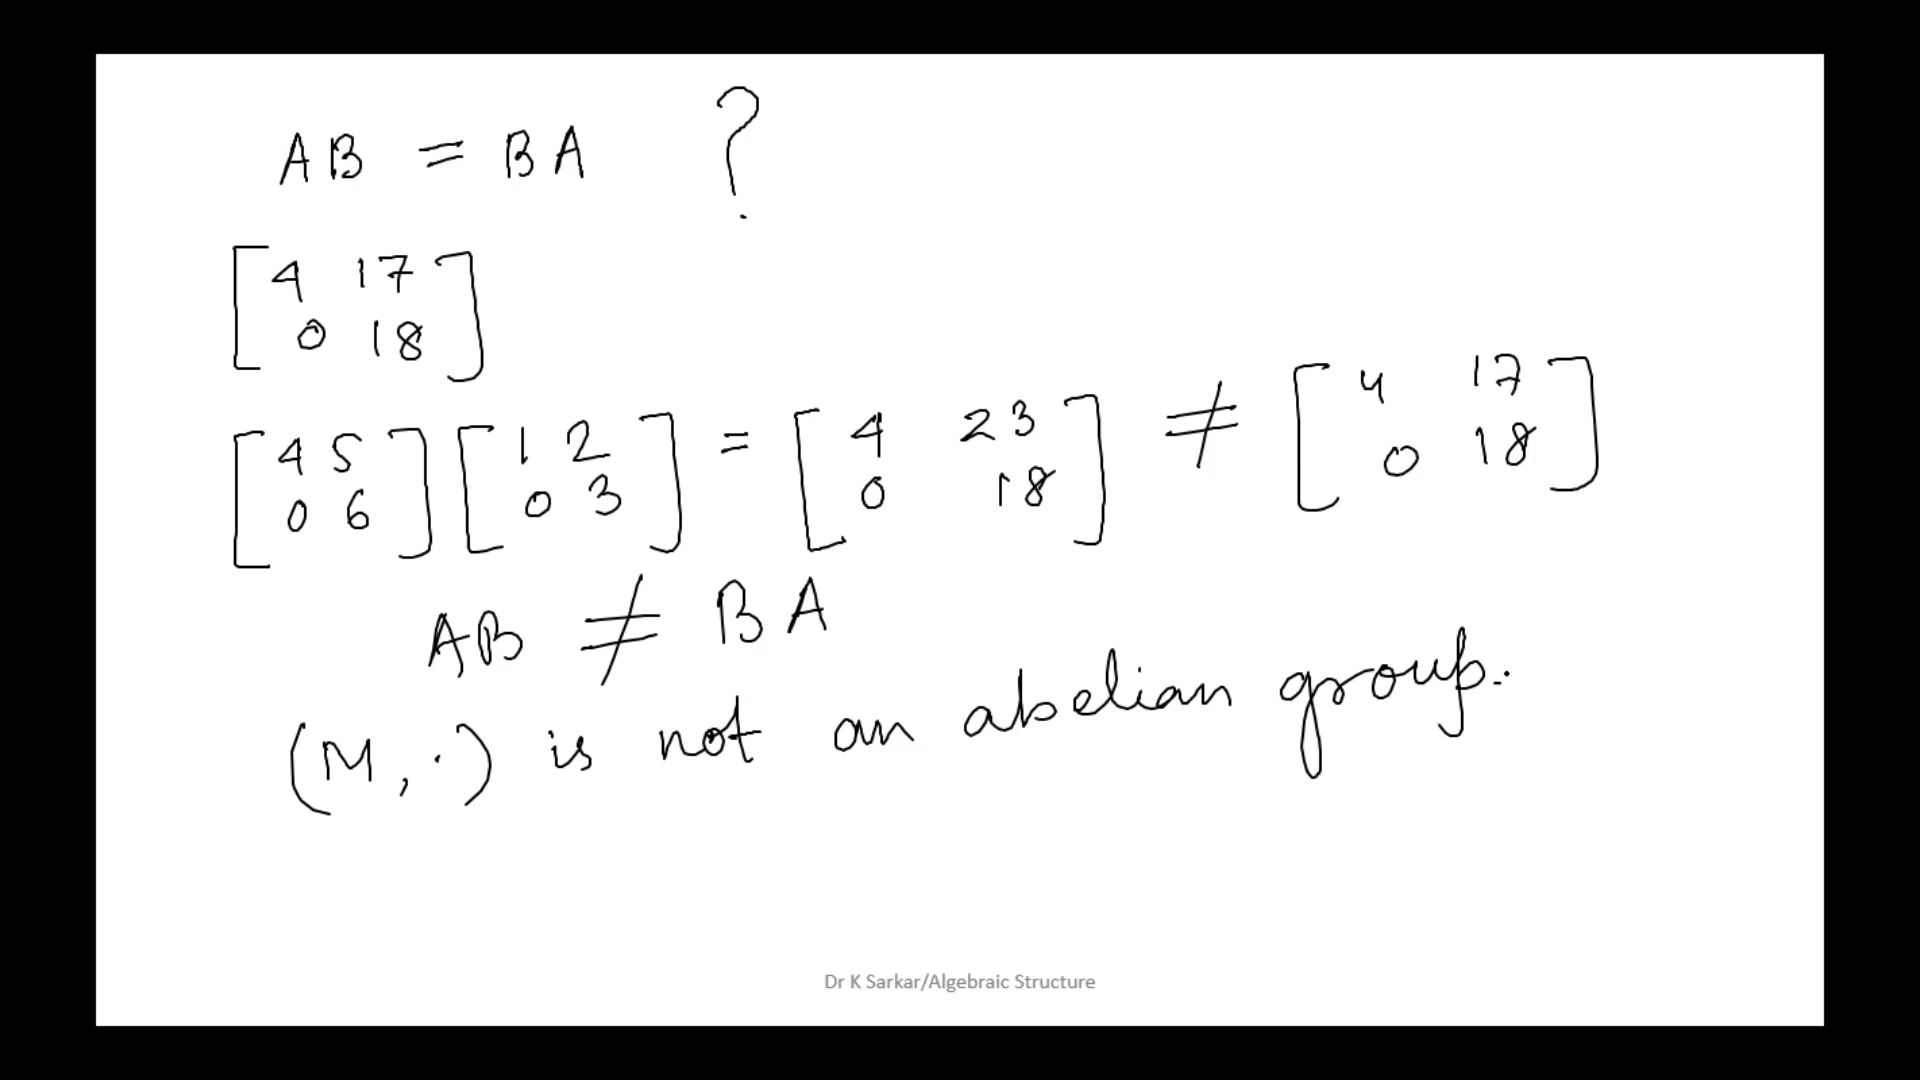 AB = BA ?
[4 17
0 18]
[4 5 [1 2 = [4 23 ≠ [4 17
0 6] 0 3] 0 18] 0 18]
AB ≠ BA
(M, ·) is not an abelian group.
Dr K Sarkar/Algebraic Structure